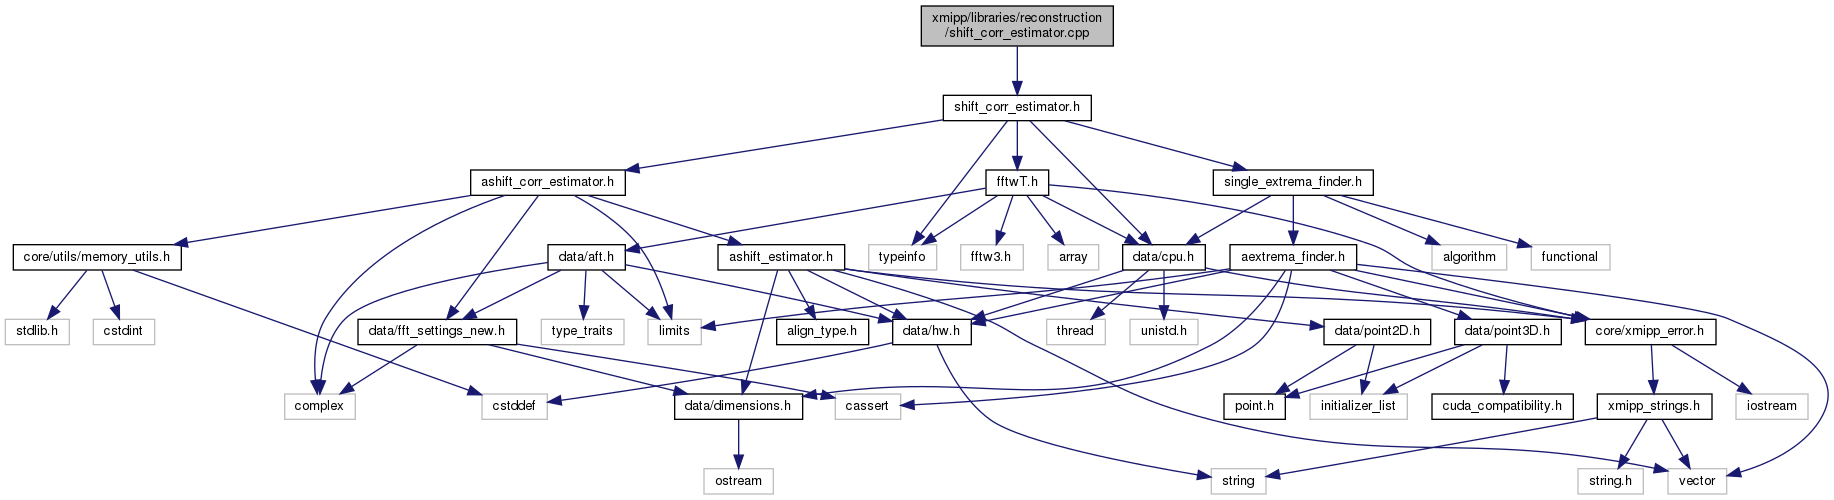 xmipp/libraries/reconstruction
/shift_corr_estimator.cpp
shift_corr_estimator.h
ashift_corr_estimator.h
fftwT.h
single_extrema_finder.h
core/utils/memory_utils.h
data/aft.h
ashift_estimator.h
typeinfo
fftw3.h
array
data/cpu.h
aextrema_finder.h
algorithm
functional
stdlib.h
cstdint
data/fft_settings_new.h
type_traits
limits
align_type.h
data/hw.h
thread
unistd.h
data/point2D.h
data/point3D.h
core/xmipp_error.h
complex
cstddef
data/dimensions.h
cassert
point.h
initializer_list
cuda_compatibility.h
xmipp_strings.h
iostream
ostream
string
string.h
vector